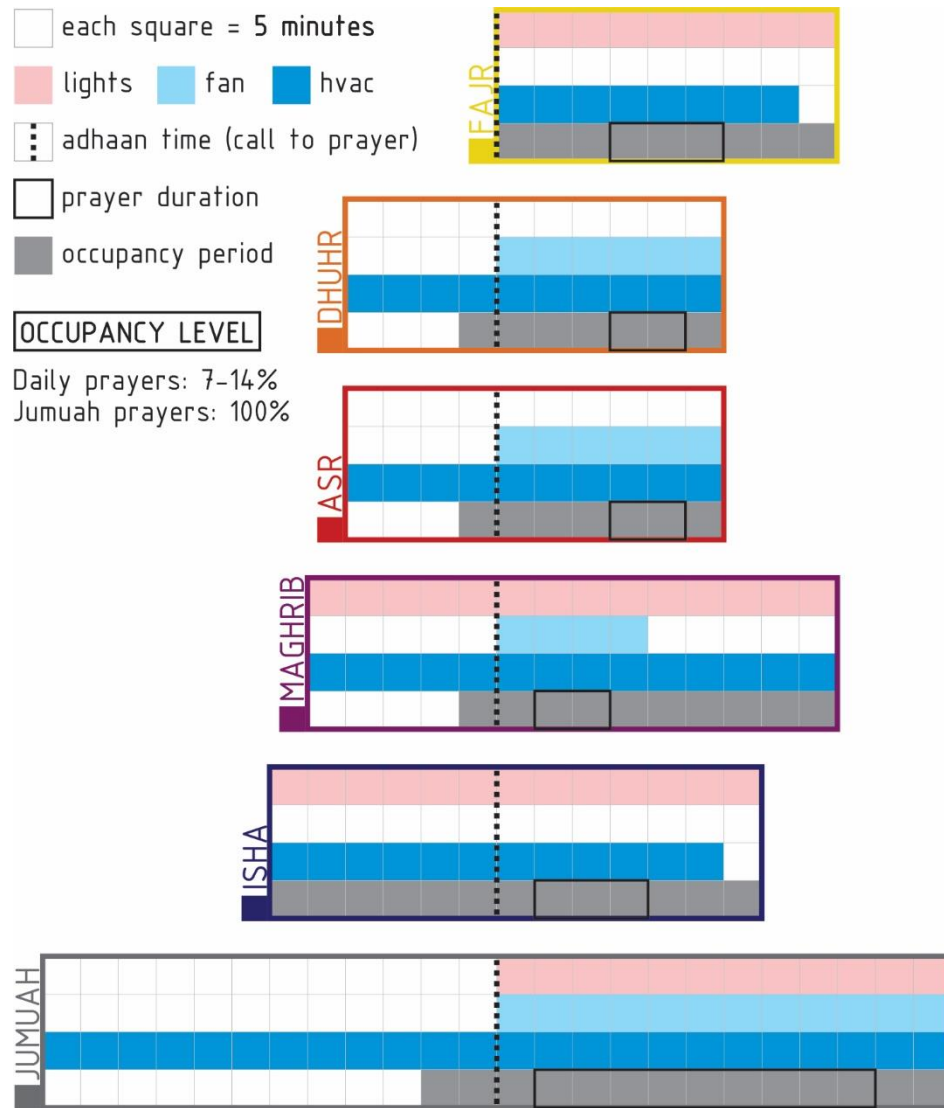 each square = 5 minutes
lights fan hvac
adhaan time (call to prayer)
prayer duration
occupancy period
OCCUPANCY LEVEL
Daily prayers: 7-14%
Jumuah prayers: 100%
FAJR
DHUHR
ASR
MAGHRIB
ISHA
JUMUAH